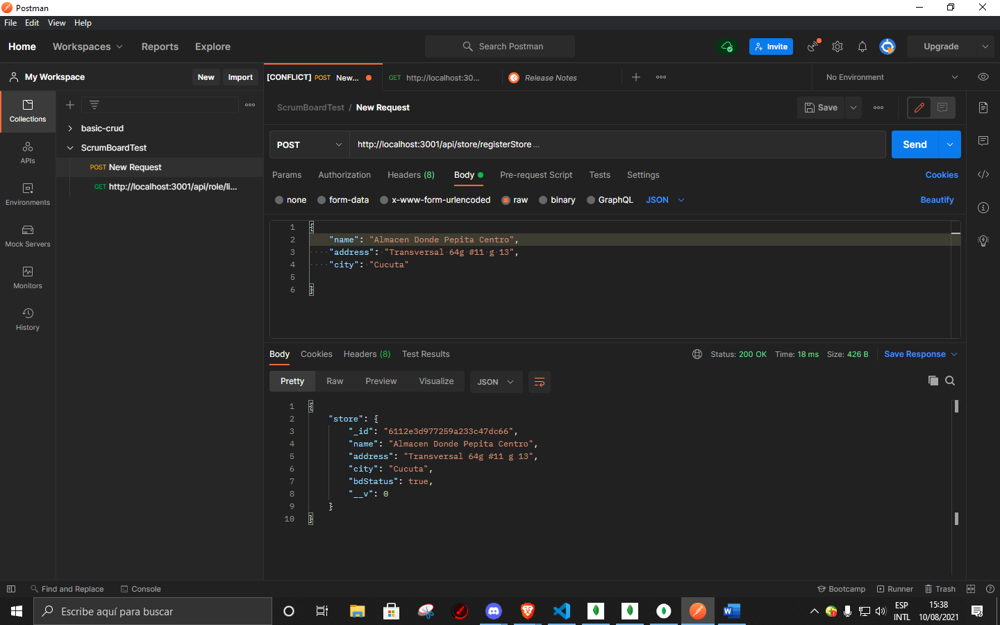 Postman
File Edit View Help
Home Workspaces Reports Explore Search Postman Invite Upgrade
My Workspace New Import [CONFLICT] POST New... GET http://localhost:30... Release Notes No Environment
ScrumBoardTest / New Request Save
Collections
APIs
Environments
Mock Servers
Monitors
History
basic-crud
ScrumBoardTest
POST New Request
GET http://localhost:3001/api/role/li...
POST http://localhost:3001/api/store/registerStore... Send
Params Authorization Headers (8) Body Pre-request Script Tests Settings Cookies
none form-data x-www-form-urlencoded raw binary GraphQL JSON Beautify
1 {
2 "name": "Almacen Donde Pepita Centro",
3 "address": "Transversal 64g #11 g 13",
4 "city": "Cucuta"
5
6 }
Body Cookies Headers (8) Test Results Status: 200 OK Time: 18 ms Size: 426 B Save Response
Pretty Raw Preview Visualize JSON
1 {
2 "store": {
3 "_id": "6112e3d977259a233c47dc66",
4 "name": "Almacen Donde Pepita Centro",
5 "address": "Transversal 64g #11 g 13",
6 "city": "Cucuta",
7 "bdStatus": true,
8 "__v": 0
9 }
10 }
Find and Replace Console Bootcamp Runner Trash
Escribe aquí para buscar
ESP
INTL
15:38
10/08/2021